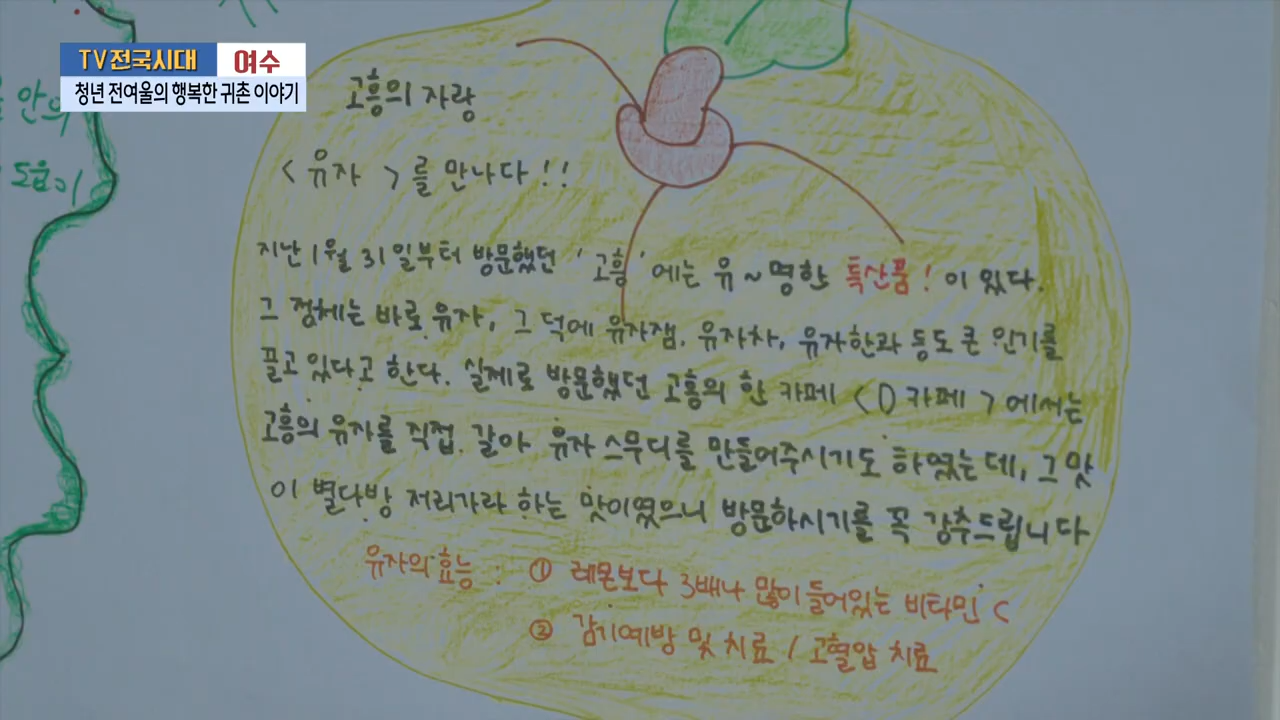 TV전국시대 여수
청년 전여울의 행복한 귀촌 이야기
안의
도움이
고흥의 자랑
<유자>를 만나다!!
지난 1월 31일부터 방문했던 '고흥'에는 유~명한 특산품! 이 있다.
그 정체는 바로 유자, 그 덕에 유자잼, 유자차, 유자한과 등도 큰 인기를
끌고 있다고 한다. 실제로 방문했던 고흥의 한 카페 <D 카페>에서는
고흥의 유자를 직접 갈아 유자 스무디를 만들어주시기도 하였는데, 그 맛
이 별다방 저리가라 하는 맛이였으니 방문하시기를 꼭 강추드립니다
유자의 효능 : ① 레몬보다 3배나 많이 들어있는 비타민 C
② 감기예방 및 치료 / 고혈압 치료